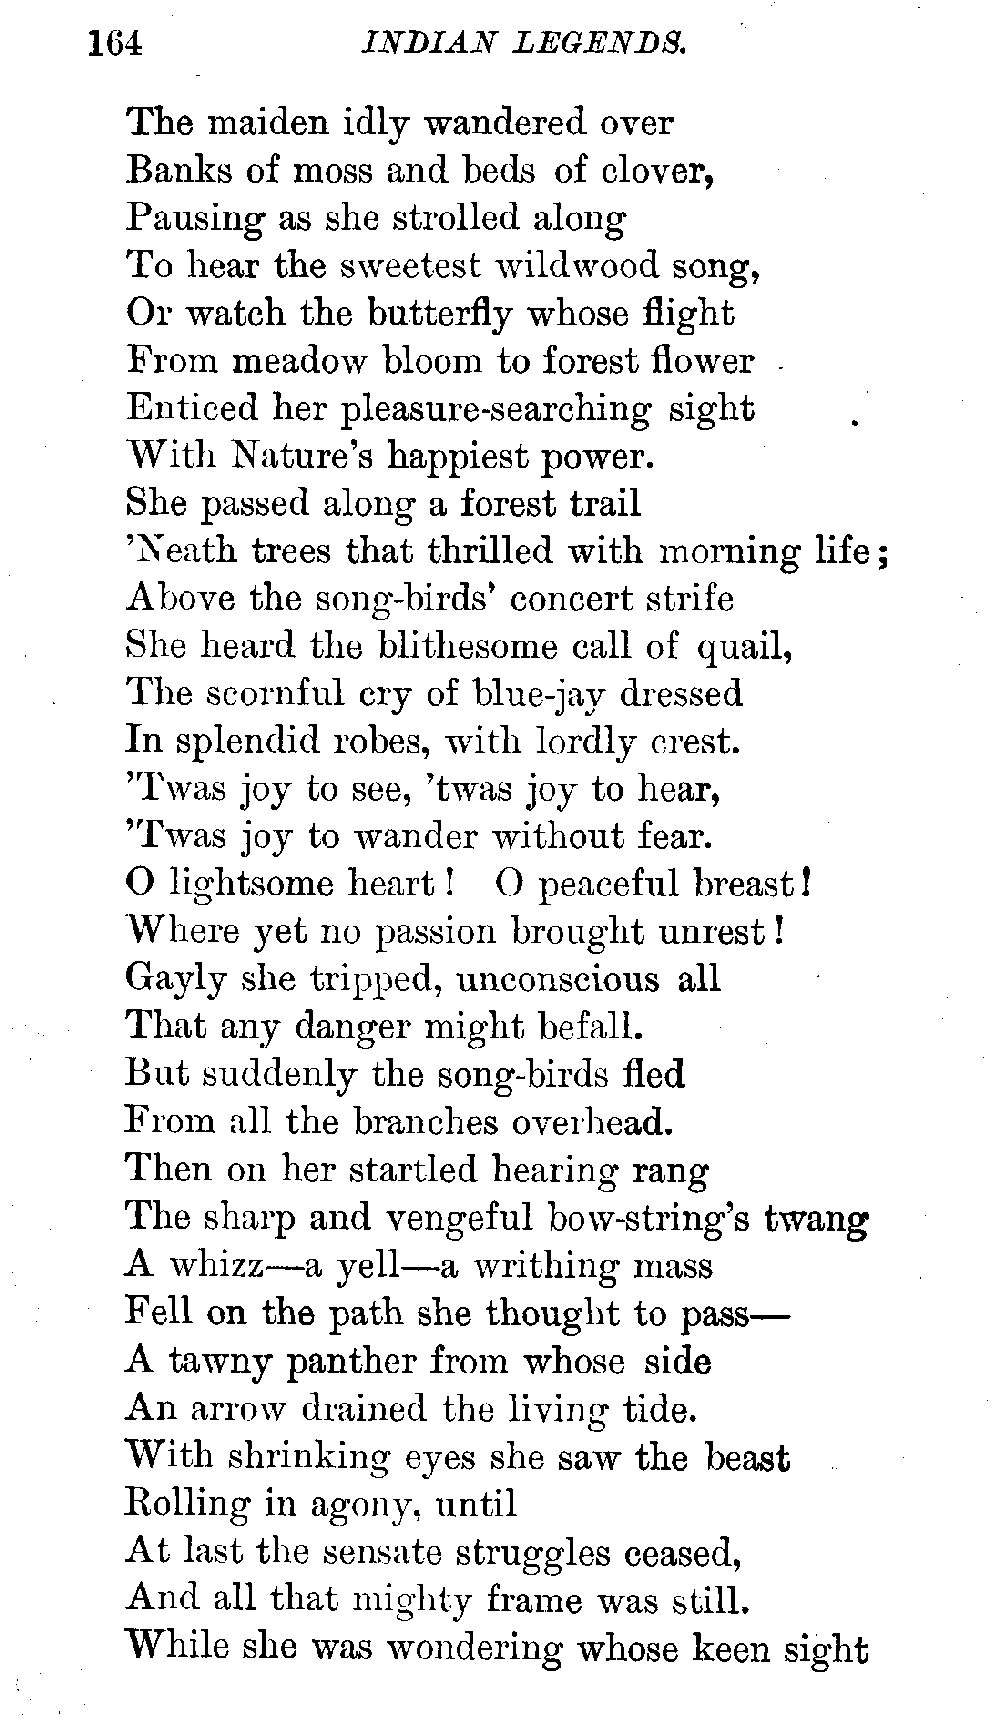 164 INDIAN LEGENDS.
The maiden idly wandered over
Banks of moss and beds of clover,
Pausing as she strolled along
To hear the sweetest wildwood song,
Or watch the butterfly whose flight
From meadow bloom to forest flower
Enticed her pleasure-searching sight
With Nature's happiest power.
She passed along a forest trail
'Neath trees that thrilled with morning life;
Above the song-birds' concert strife
She heard the blithesome call of quail,
The scornful cry of blue-jay dressed
In splendid robes, with lordly crest.
'Twas joy to see, 'twas joy to hear,
'Twas joy to wander without fear.
O lightsome heart! O peaceful breast!
Where yet no passion brought unrest!
Gayly she tripped, unconscious all
That any danger might befall.
But suddenly the song-birds fled
From all the branches overhead.
Then on her startled hearing rang
The sharp and vengeful bow-string's twang
A whizz—a yell—a writhing mass
Fell on the path she thought to pass—
A tawny panther from whose side
An arrow drained the living tide.
With shrinking eyes she saw the beast
Rolling in agony, until
At last the sensate struggles ceased,
And all that mighty frame was still.
While she was wondering whose keen sight